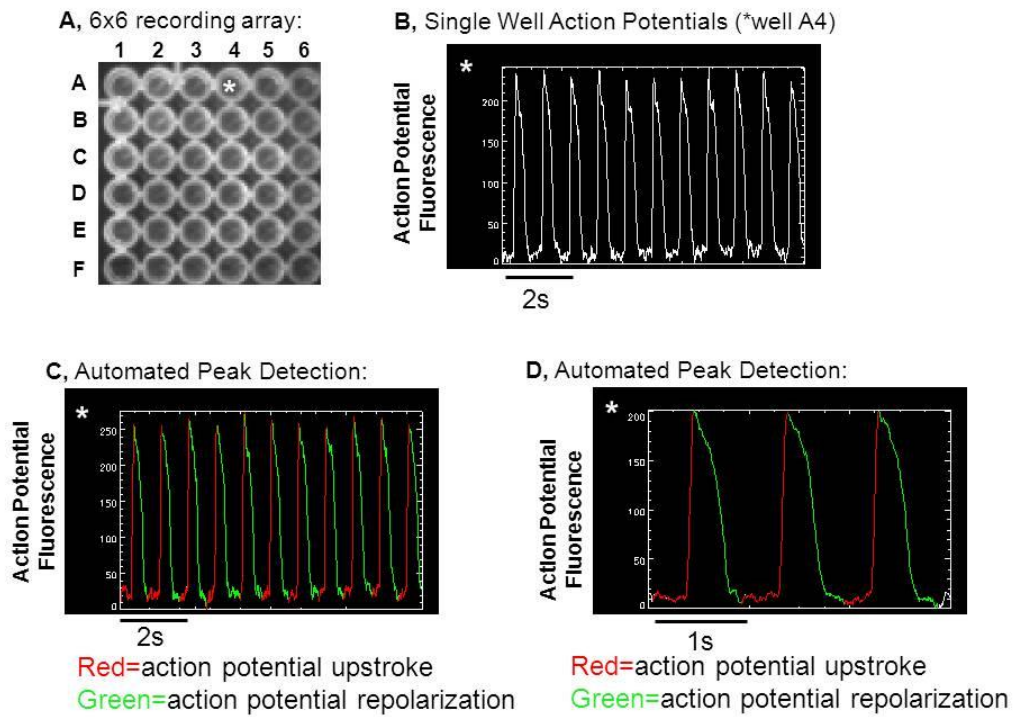 A, 6x6 recording array:
1 2 3 4 5 6
A
B
C
D
E
F
*
B, Single Well Action Potentials (*well A4)
*
Action Potential
Fluorescence
200
150
100
50
0
2s
C, Automated Peak Detection:
*
Action Potential
Fluorescence
250
200
150
100
50
0
2s
Red=action potential upstroke
Green=action potential repolarization
D, Automated Peak Detection:
*
Action Potential
Fluorescence
200
150
100
50
0
1s
Red=action potential upstroke
Green=action potential repolarization